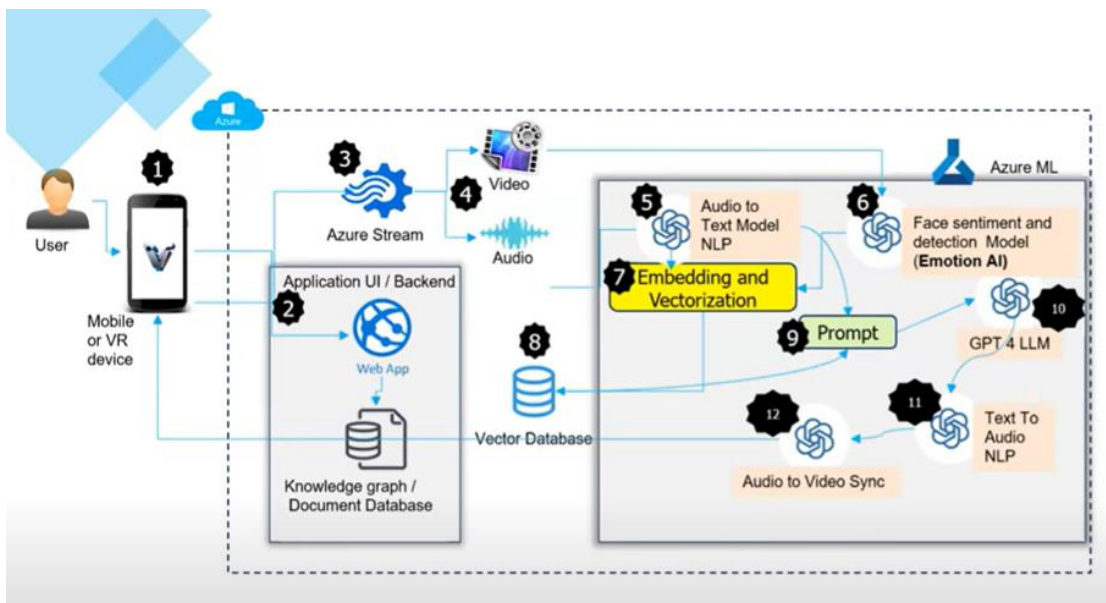 Azure
1
3
Video
Azure ML
User
4
5
Audio to
Text Model
NLP
6
Face sentiment and
detection Model
(Emotion AI)
Azure Stream
Audio
Application UI / Backend
2
7
Embedding and
Vectorization
10
GPT 4 LLM
Mobile
or VR
device
Web App
8
9
Prompt
Vector Database
12
11
Text To
Audio
NLP
Audio to Video Sync
Knowledge graph /
Document Database